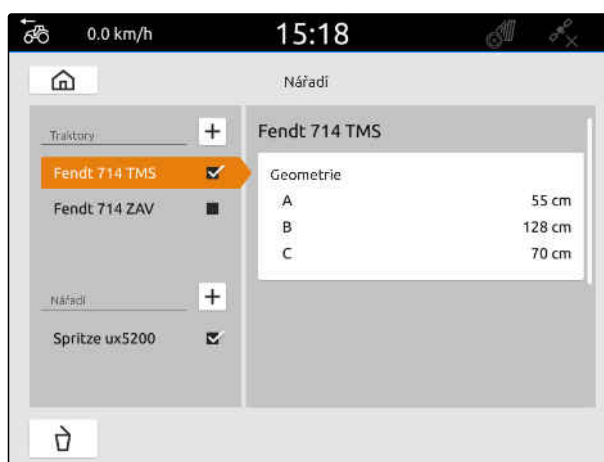 0.0 km/h 15:18
Nářadí
Traktory
Fendt 714 TMS
Fendt 714 ZAV
Nářadí
Spritze ux5200
Fendt 714 TMS
Geometrie
A 55 cm
B 128 cm
C 70 cm